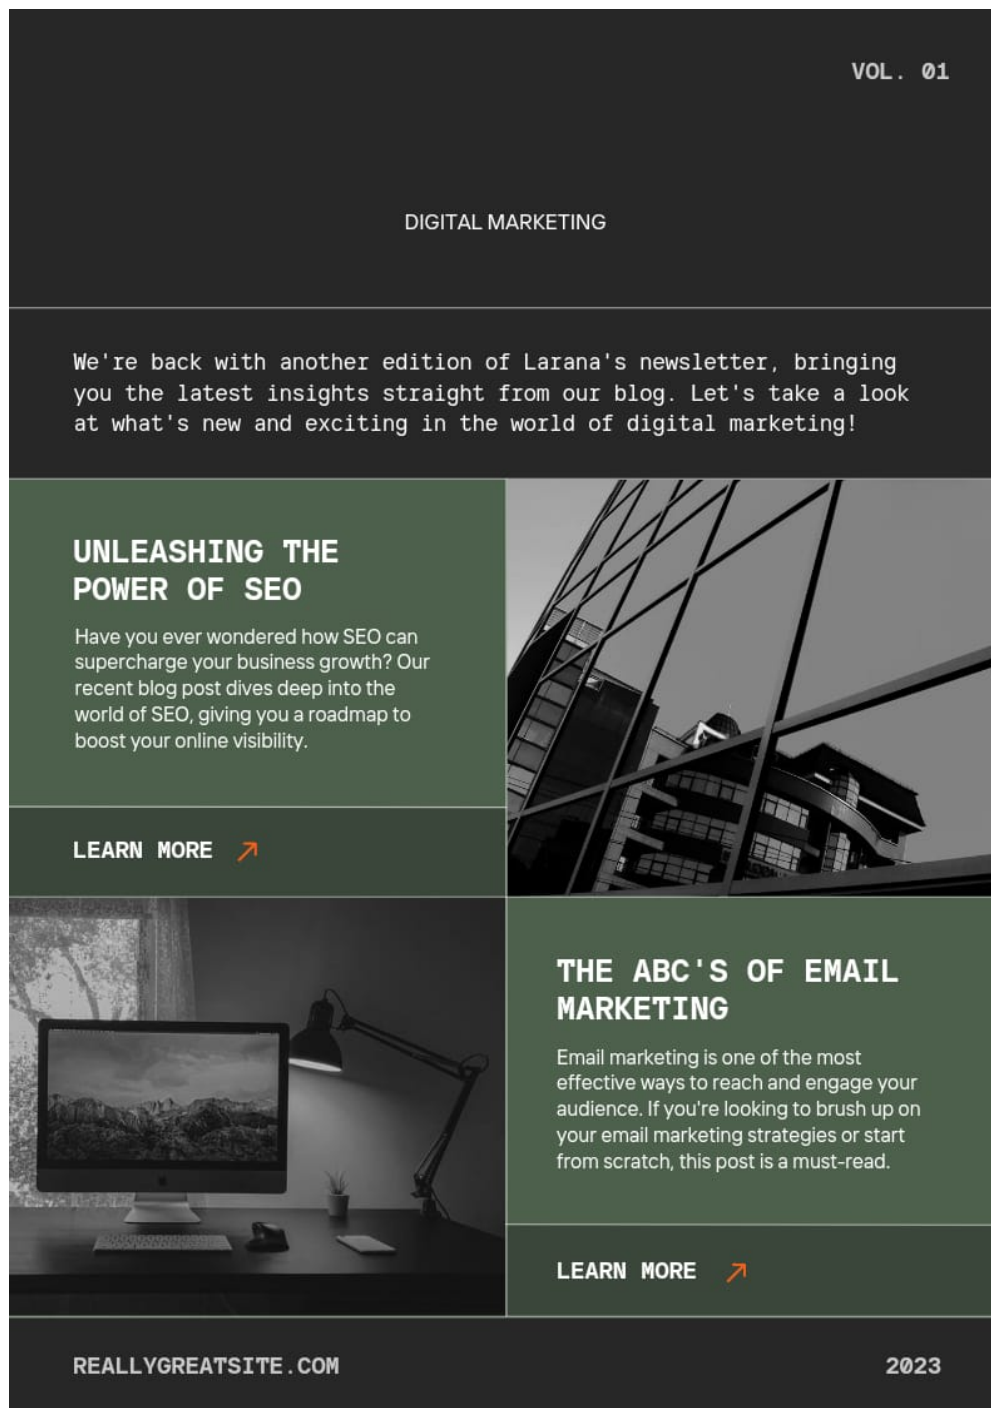 VOL. 01
DIGITAL MARKETING
We're back with another edition of Larana's newsletter, bringing
you the latest insights straight from our blog. Let's take a look
at what's new and exciting in the world of digital marketing!
UNLEASHING THE
POWER OF SEO
Have you ever wondered how SEO can
supercharge your business growth? Our
recent blog post dives deep into the
world of SEO, giving you a roadmap to
boost your online visibility.
LEARN MORE
THE ABC'S OF EMAIL
MARKETING
Email marketing is one of the most
effective ways to reach and engage your
audience. If you're looking to brush up on
your email marketing strategies or start
from scratch, this post is a must-read.
LEARN MORE
REALLYGREATSITE.COM
2023